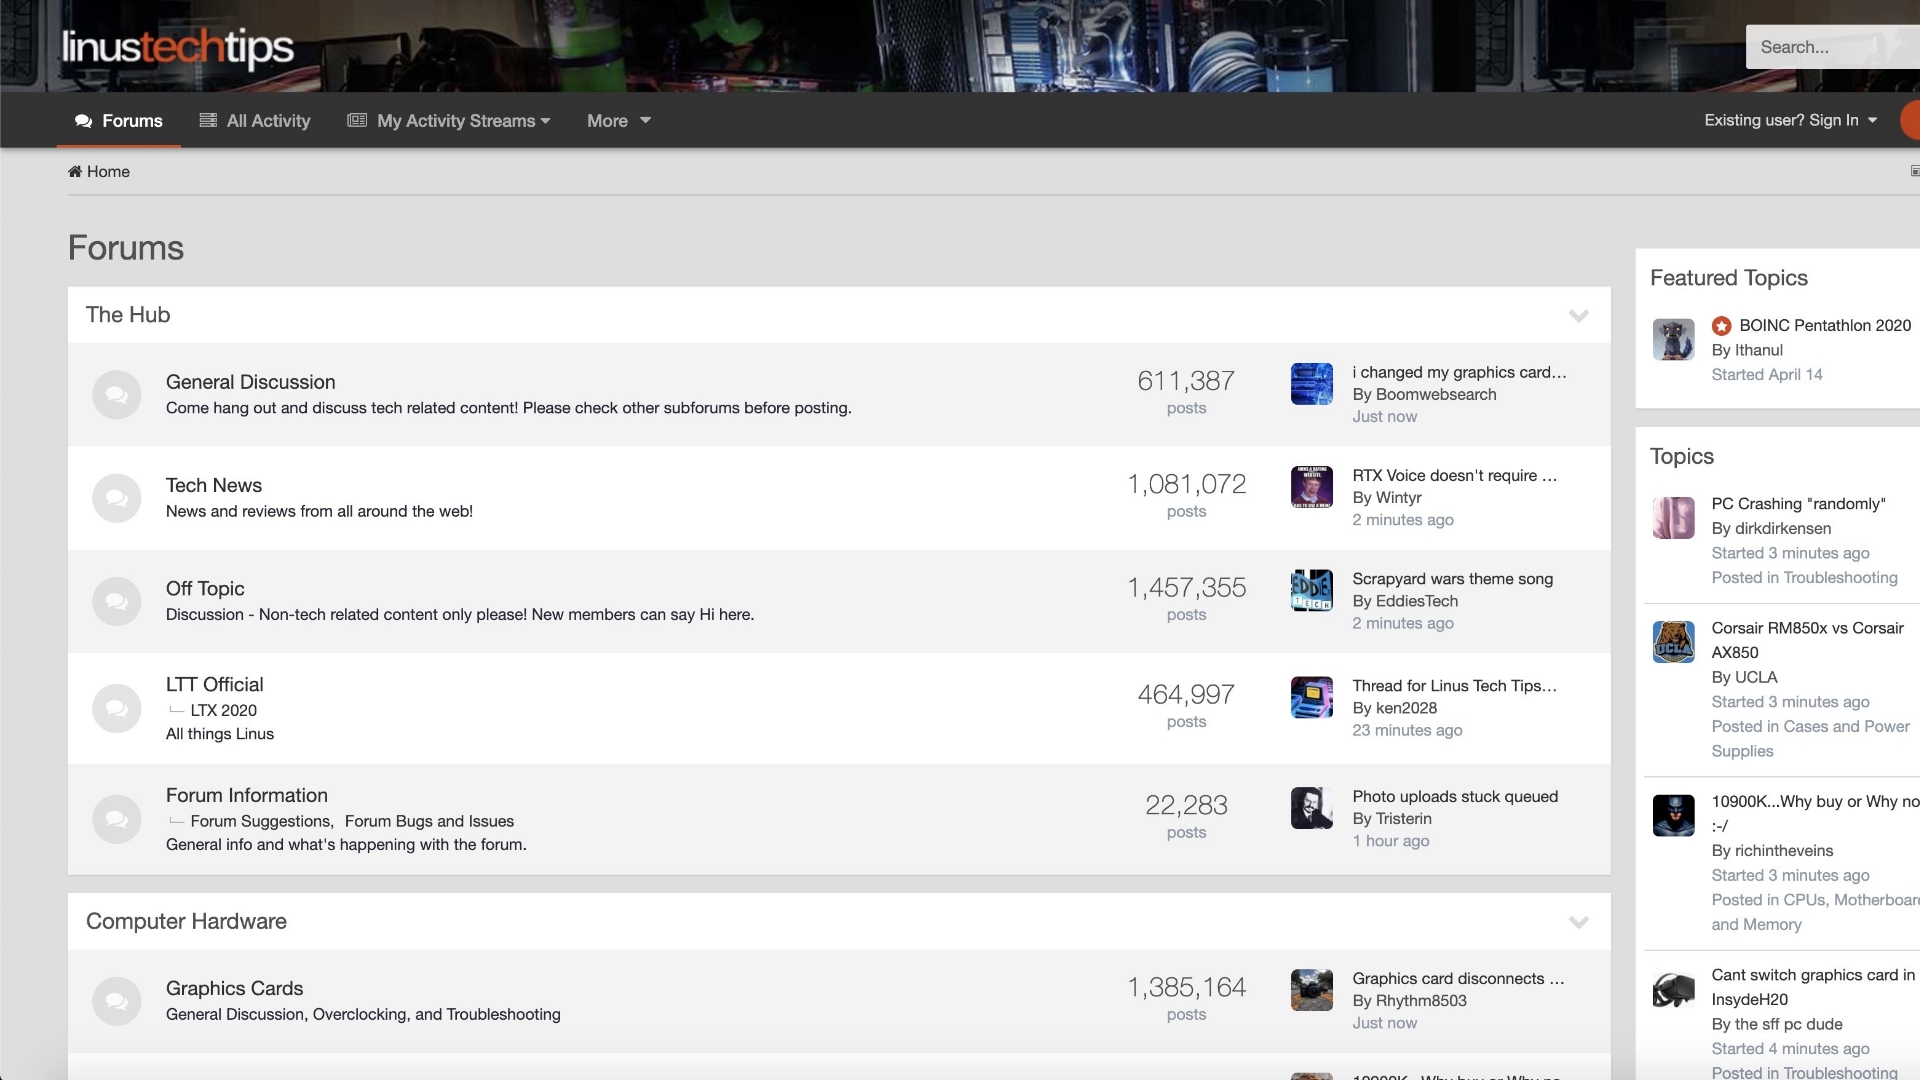 linustechtips
Search...
Forums
All Activity
My Activity Streams
More
Existing user? Sign In
Home
Forums
The Hub
General Discussion
Come hang out and discuss tech related content! Please check other subforums before posting.
611,387
posts
i changed my graphics card...
By Boomwebsearch
Just now
Tech News
News and reviews from all around the web!
1,081,072
posts
RTX Voice doesn't require ...
By Wintyr
2 minutes ago
Off Topic
Discussion - Non-tech related content only please! New members can say Hi here.
1,457,355
posts
Scrapyard wars theme song
By EddiesTech
2 minutes ago
LTT Official
LTX 2020
All things Linus
464,997
posts
Thread for Linus Tech Tips...
By ken2028
23 minutes ago
Forum Information
Forum Suggestions, Forum Bugs and Issues
General info and what's happening with the forum.
22,283
posts
Photo uploads stuck queued
By Tristerin
1 hour ago
Computer Hardware
Graphics Cards
General Discussion, Overclocking, and Troubleshooting
1,385,164
posts
Graphics card disconnects ...
By Rhythm8503
Just now
Featured Topics
BOINC Pentathlon 2020
By Ithanul
Started April 14
Topics
PC Crashing "randomly"
By dirkdirkensen
Started 3 minutes ago
Posted in Troubleshooting
Corsair RM850x vs Corsair
AX850
By UCLA
Started 3 minutes ago
Posted in Cases and Power
Supplies
10900K...Why buy or Why no
:-/
By richintheveins
Started 3 minutes ago
Posted in CPUs, Motherboard
and Memory
Cant switch graphics card in
InsydeH20
By the sff pc dude
Started 4 minutes ago
Posted in Troubleshooting